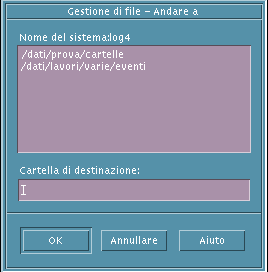 Gestione di file - Andare a
Nome del sistema:log4
/dati/prova/cartelle
/dati/lavori/varie/eventi
Cartella di destinazione:
OK Annullare Aiuto